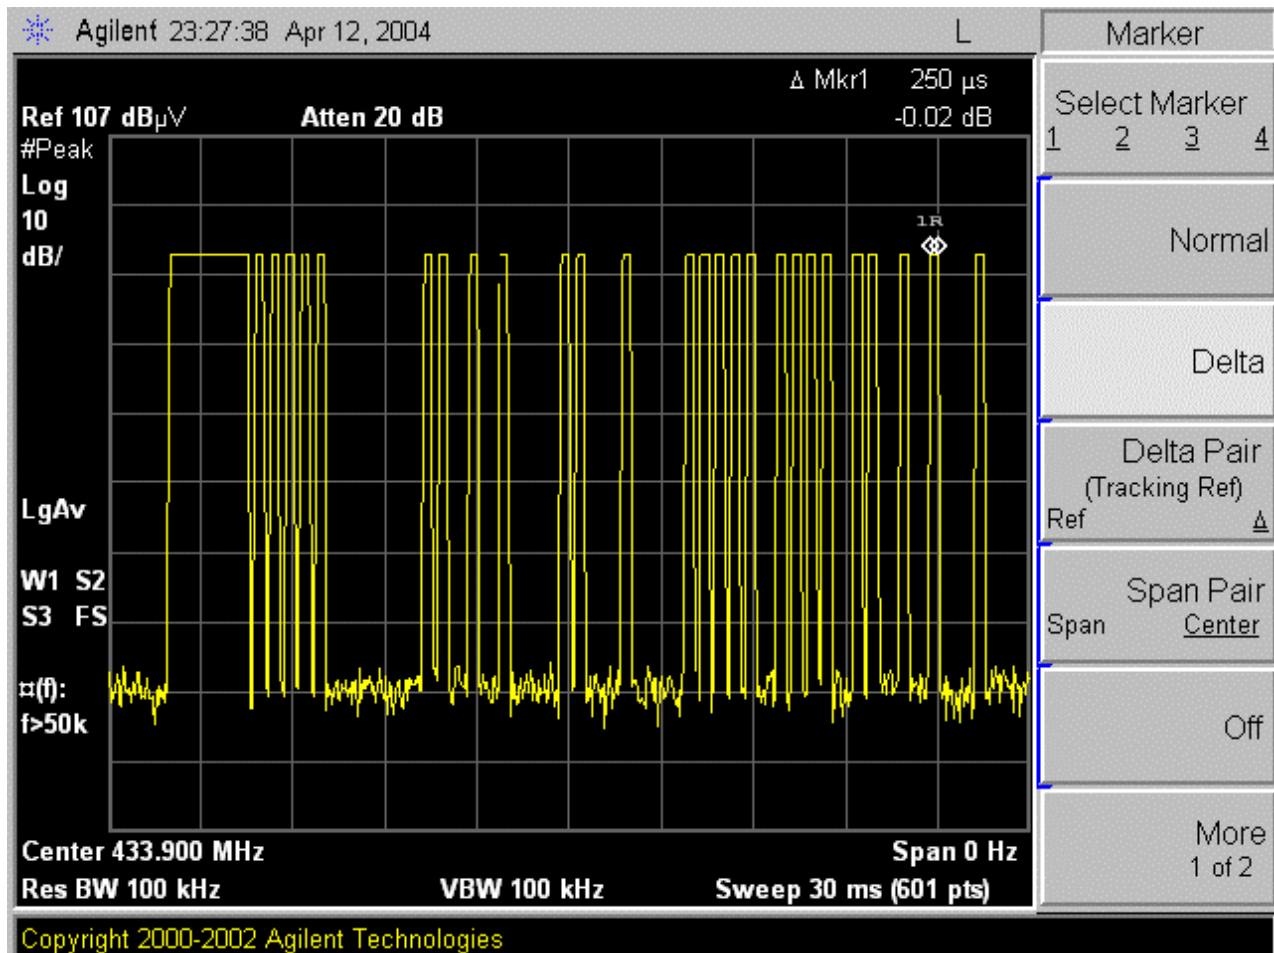 Agilent 23:27:38 Apr 12, 2004 L
Marker
Δ Mkr1 250 µs
Ref 107 dBµV Atten 20 dB -0.02 dB
#Peak
Log
10
dB/
1R
LgAv
W1 S2
S3 FS
¤(f):
f>50k
Center 433.900 MHz Span 0 Hz
Res BW 100 kHz VBW 100 kHz Sweep 30 ms (601 pts)
Copyright 2000-2002 Agilent Technologies
Select Marker
1 2 3 4
Normal
Delta
Delta Pair
(Tracking Ref)
Ref Δ
Span Pair
Span Center
Off
More
1 of 2